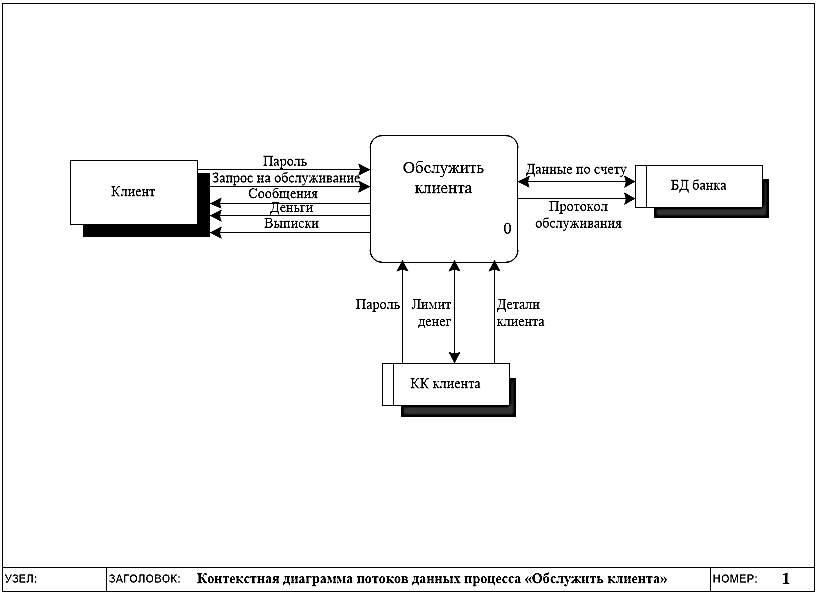 Клиент
Пароль
Запрос на обслуживание
Сообщения
Деньги
Выписки
Обслужить
клиента
0
Данные по счету
Протокол
обслуживания
БД банка
Пароль
Лимит
денег
Детали
клиента
КК клиента
УЗЕЛ:
ЗАГОЛОВОК: Контекстная диаграмма потоков данных процесса «Обслужить клиента»
НОМЕР: 1